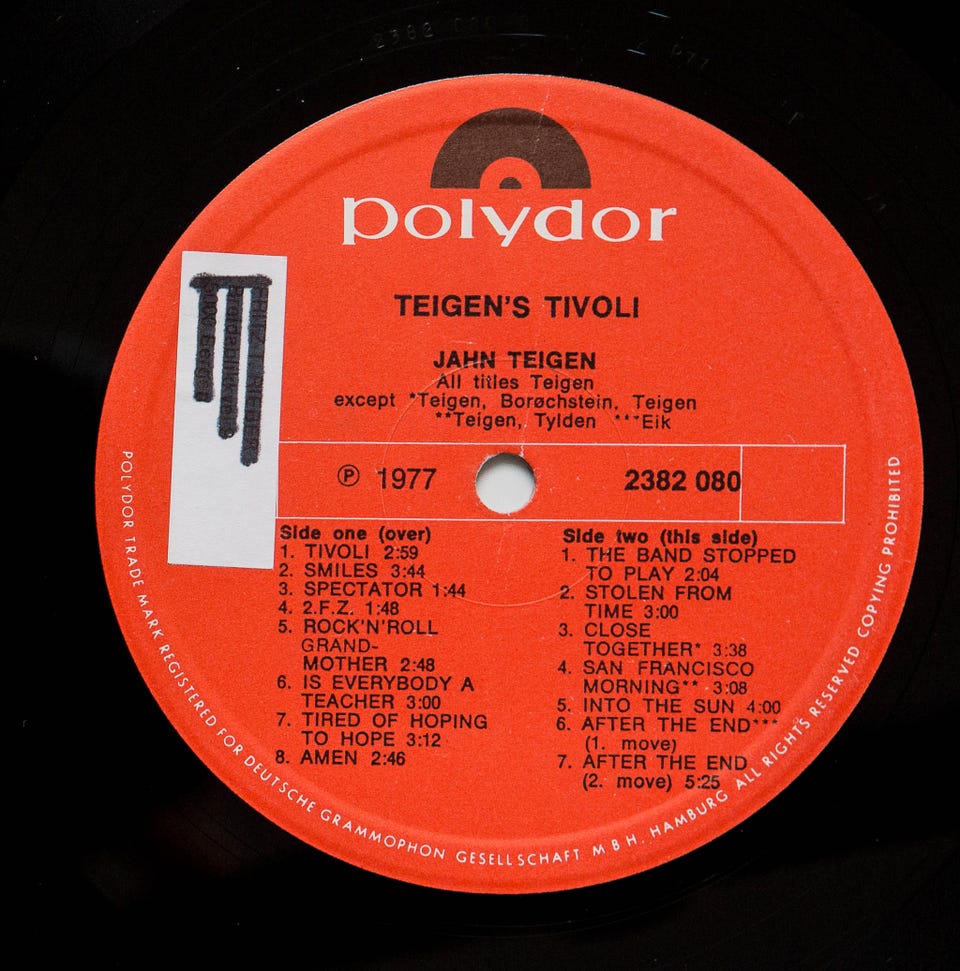 polydor
TEIGEN'S TIVOLI
JAHN TEIGEN
All titles Teigen
except *Teigen, Borøchstein, Teigen
**Teigen, Tylden ***Eik
℗ 1977
2382 080
Side one (over)
1. TIVOLI 2:59
2. SMILES 3:44
3. SPECTATOR 1:44
4. 2.F.Z. 1:48
5. ROCK'N'ROLL
GRAND-
MOTHER 2:48
6. IS EVERYBODY A
TEACHER 3:00
7. TIRED OF HOPING
TO HOPE 3:12
8. AMEN 2:46
Side two (this side)
1. THE BAND STOPPED
TO PLAY 2:04
2. STOLEN FROM
TIME 3:00
3. CLOSE
TOGETHER* 3:38
4. SAN FRANCISCO
MORNING** 3:08
5. INTO THE SUN 4:00
6. AFTER THE END***
(1. move)
7. AFTER THE END
(2. move) 5:25
POLYDOR TRADE MARK REGISTERED FOR DEUTSCHE GRAMMOPHON GESELLSCHAFT M B H. HAMBURG ALL RIGHTS RESERVED COPYING PROHIBITED